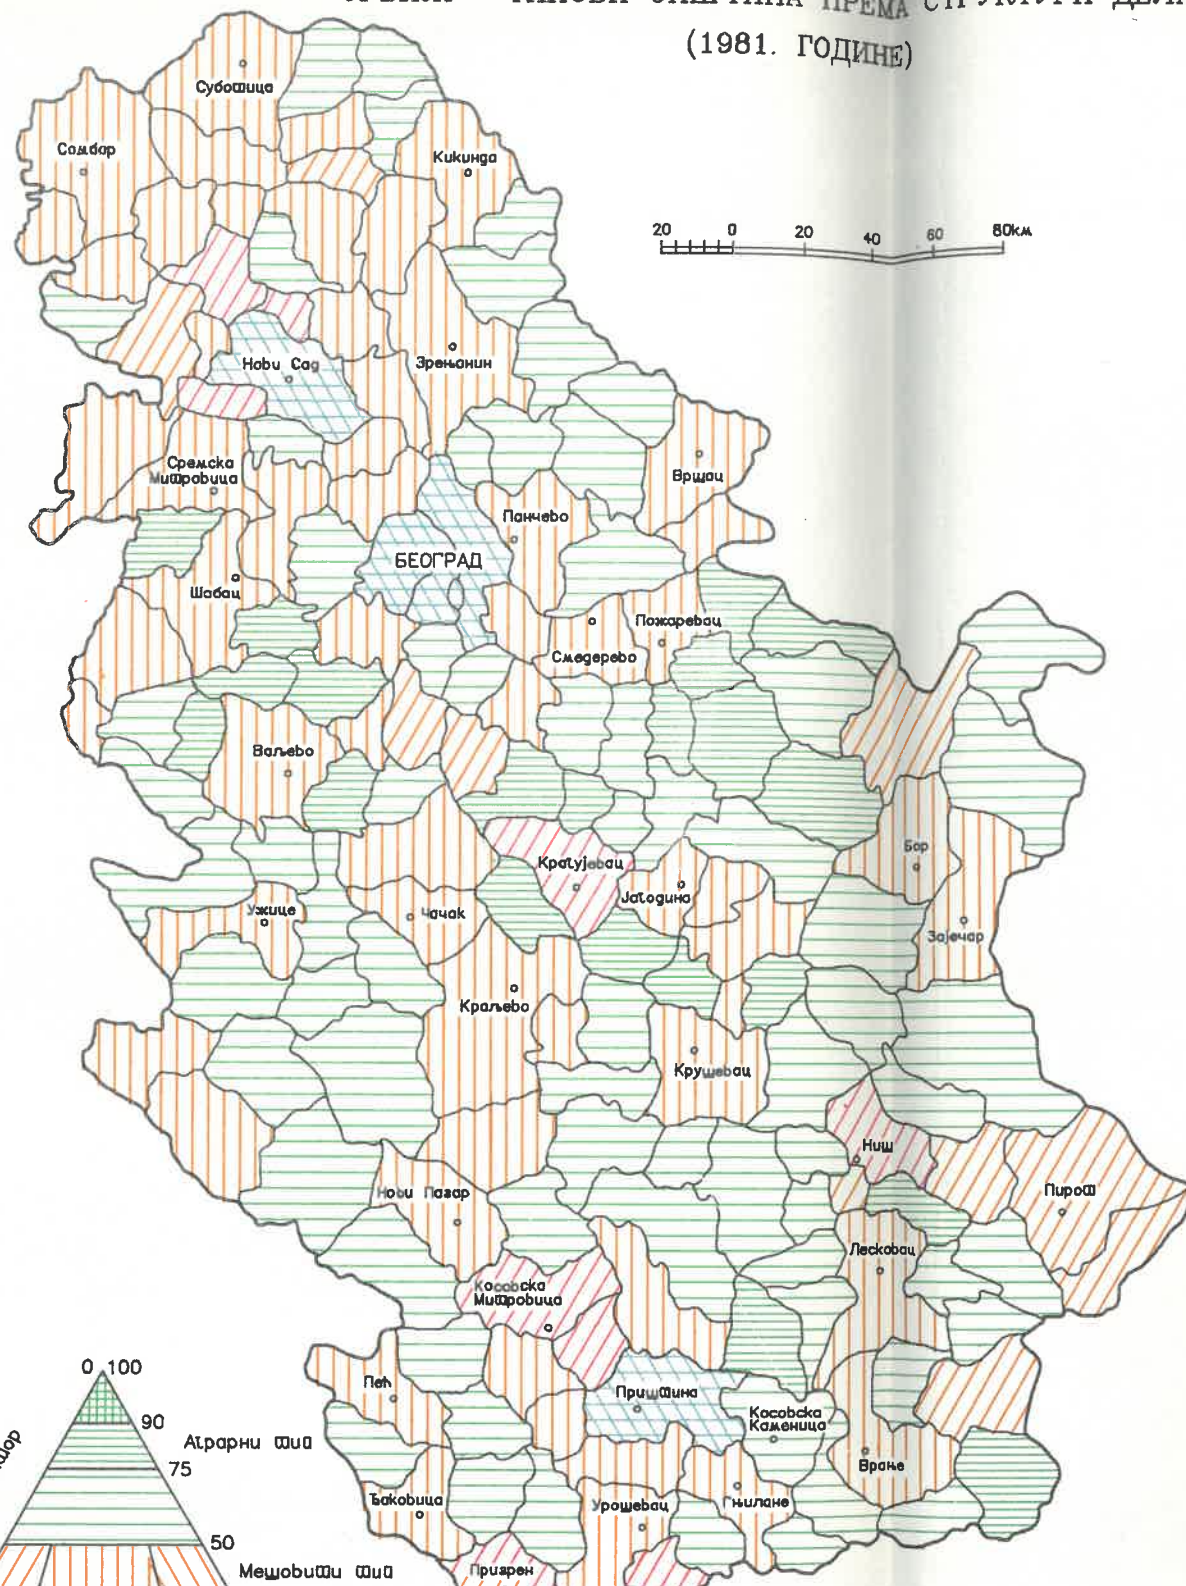 ПРЕМА СТРУКТУРИ
(1981. ГОДИНЕ)
Суботица
Сомбор
Кикинда
20 0 20 40 60 80км
Нови Сад
Зрењанин
Сремска
Митровица
Вршац
Панчево
БЕОГРАД
Шабац
Пожаревац
Смедерево
Ваљево
Бор
Крагујевац
Јагодина
Ужице
Чачак
Зајечар
Краљево
Крушевац
Ниш
Нови Пазар
Пирот
Лесковац
Косовска
Митровица
0 100
Пећ
Приштина
90
Косовска
Каменица
Аграрни тип
75
Врање
Ђаковица
Урошевац
Гњилане
50
Мешовити тип
Призрен